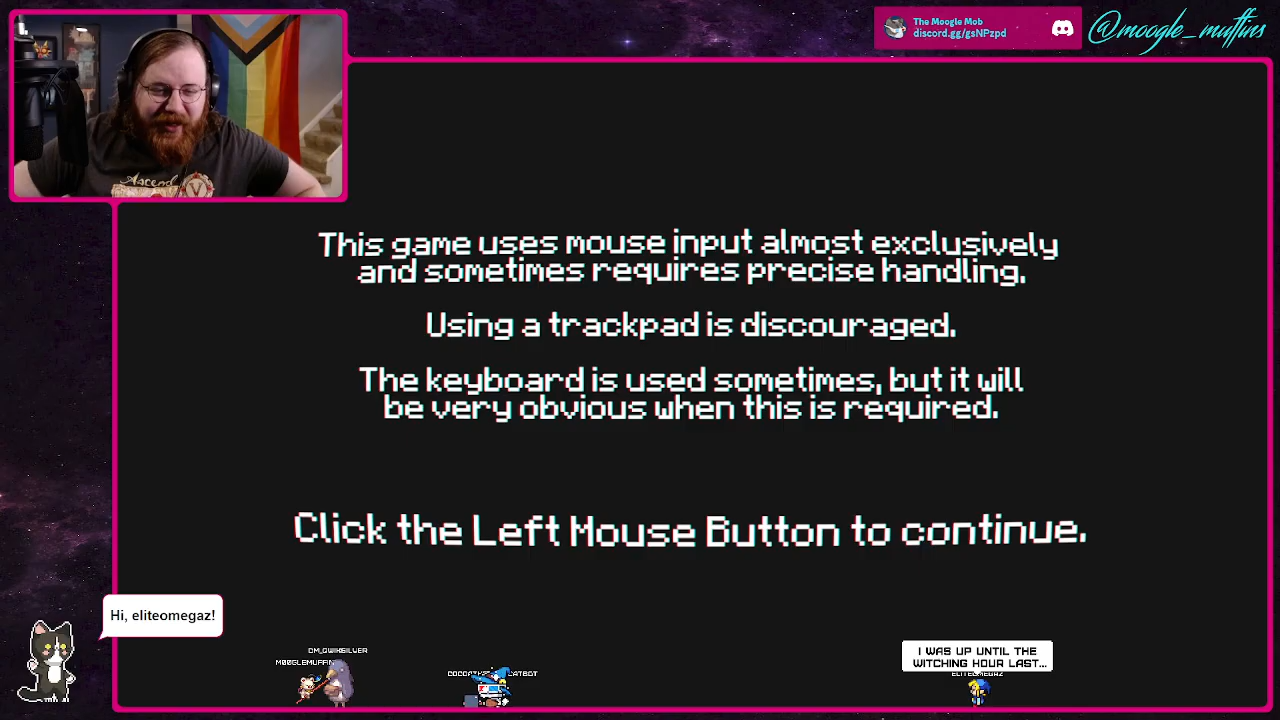 The Moogle Mob
discord.gg/gsNPzpd
@moogle_muffins
Ascend
V
This game uses mouse input almost exclusively
and sometimes requires precise handling.
Using a trackpad is discouraged.
The keyboard is used sometimes, but it will
be very obvious when this is required.
Click the Left Mouse Button to continue.
Hi, eliteomegaz!
DM_QWIKSILVER
I WAS UP UNTIL THE
WITCHING HOUR LAST...
ELITEOMEGAZ